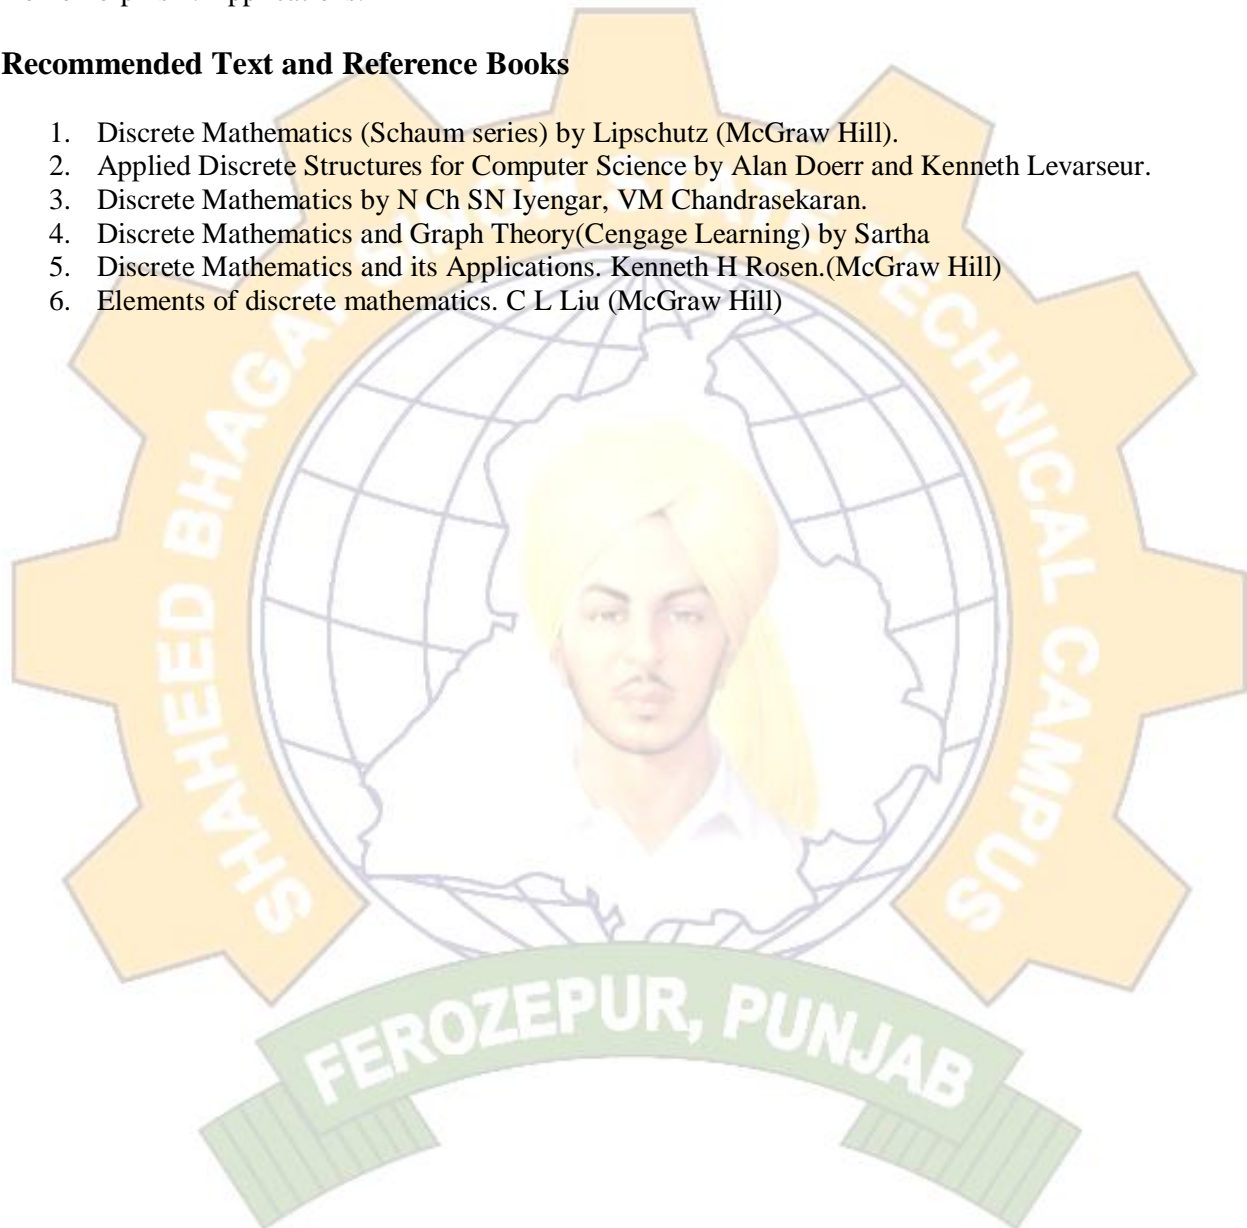 Applications.
Recommended Text and Reference Books
1. Discrete Mathematics (Schaum series) by Lipschutz (McGraw Hill).
2. Applied Discrete Structures for Computer Science by Alan Doerr and Kenneth Levarseur.
3. Discrete Mathematics by N Ch SN Iyengar, VM Chandrasekaran.
4. Discrete Mathematics and Graph Theory(Cengage Learning) by Sartha
5. Discrete Mathematics and its Applications. Kenneth H Rosen.(McGraw Hill)
6. Elements of discrete mathematics. C L Liu (McGraw Hill)
SHAHEED BHAGAT SINGH STATE TECHNICAL CAMPUS
FEROZEPUR, PUNJAB